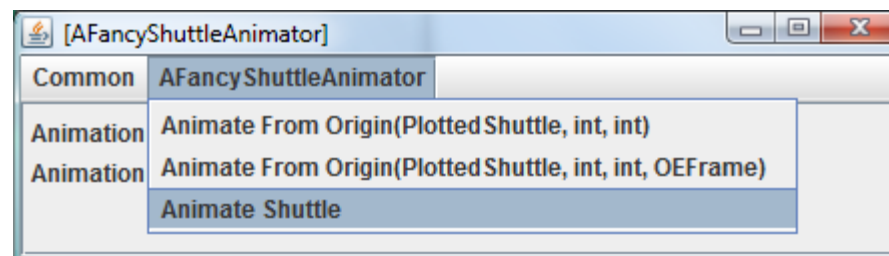 [AFancyShuttleAnimator]
Common AFancyShuttleAnimator
Animation Animate From Origin(PlottedShuttle, int, int)
Animation Animate From Origin(PlottedShuttle, int, int, OEFrame)
Animate Shuttle